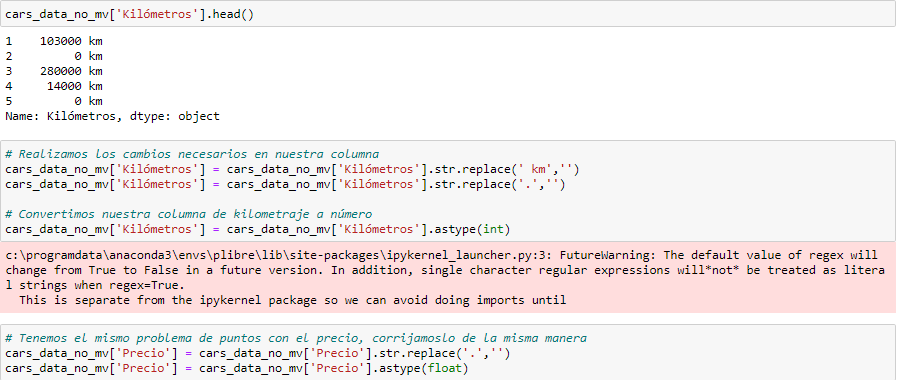 cars_data_no_mv['Kilómetros'].head()
1    103000 km
2         0 km
3    280000 km
4     14000 km
5         0 km
Name: Kilómetros, dtype: object
# Realizamos los cambios necesarios en nuestra columna
cars_data_no_mv['Kilómetros'] = cars_data_no_mv['Kilómetros'].str.replace(' km','')
cars_data_no_mv['Kilómetros'] = cars_data_no_mv['Kilómetros'].str.replace('.','')
# Convertimos nuestra columna de kilometraje a número
cars_data_no_mv['Kilómetros'] = cars_data_no_mv['Kilómetros'].astype(int)
c:\programdata\anaconda3\envs\plibre\lib\site-packages\ipykernel_launcher.py:3: FutureWarning: The default value of regex will
change from True to False in a future version. In addition, single character regular expressions will*not* be treated as litera
l strings when regex=True.
  This is separate from the ipykernel package so we can avoid doing imports until
# Tenemos el mismo problema de puntos con el precio, corrijamoslo de la misma manera
cars_data_no_mv['Precio'] = cars_data_no_mv['Precio'].str.replace('.','')
cars_data_no_mv['Precio'] = cars_data_no_mv['Precio'].astype(float)